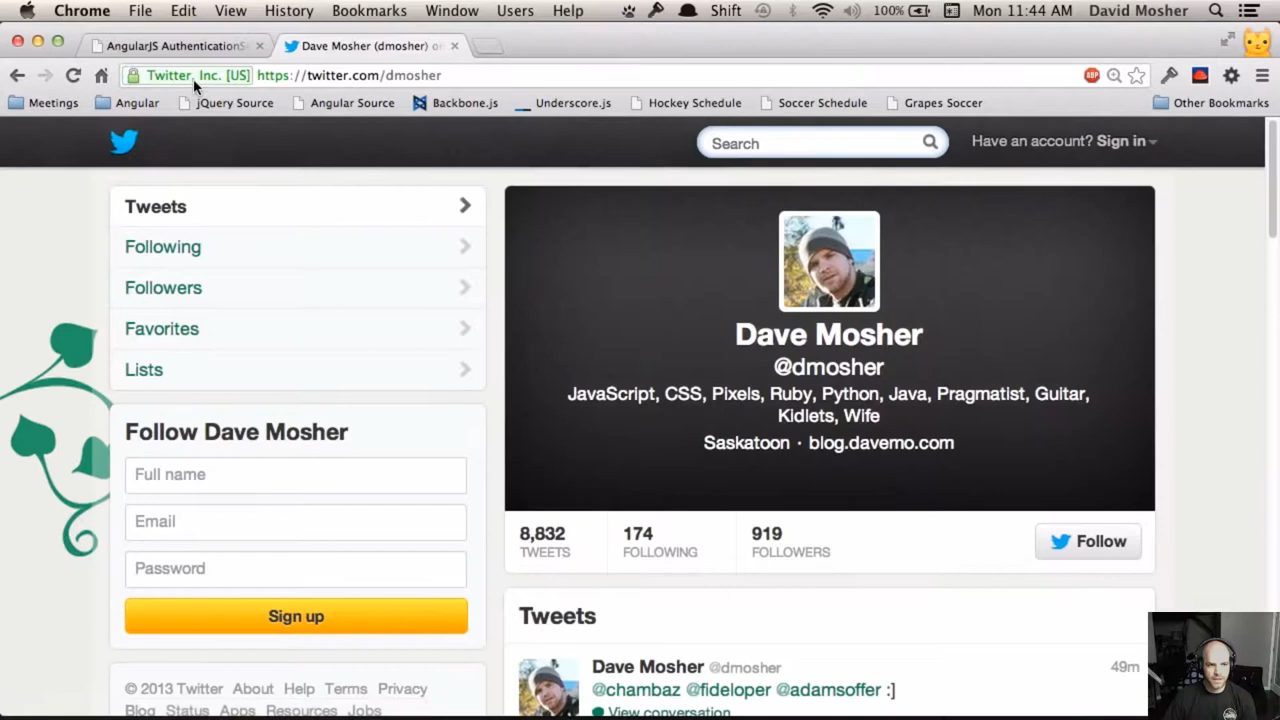 Chrome File Edit View History Bookmarks Window Users Help Shift 100% Mon 11:44 AM David Mosher
AngularJS AuthenticationS × Dave Mosher (dmosher) on ×
Twitter, Inc. [US] https://twitter.com/dmosher ABP
Meetings Angular jQuery Source Angular Source Backbone.js Underscore.js Hockey Schedule Soccer Schedule Grapes Soccer Other Bookmarks
Search Have an account? Sign in
Tweets
Following
Followers
Favorites
Lists
Follow Dave Mosher
Full name
Email
Password
Sign up
© 2013 Twitter About Help Terms Privacy
Blog Status Apps Resources Jobs
Dave Mosher
@dmosher
JavaScript, CSS, Pixels, Ruby, Python, Java, Pragmatist, Guitar,
Kidlets, Wife
Saskatoon · blog.davemo.com
8,832 174 919
TWEETS FOLLOWING FOLLOWERS
Follow
Tweets
Dave Mosher @dmosher 49m
@chambaz @fideloper @adamsoffer :]
View conversation